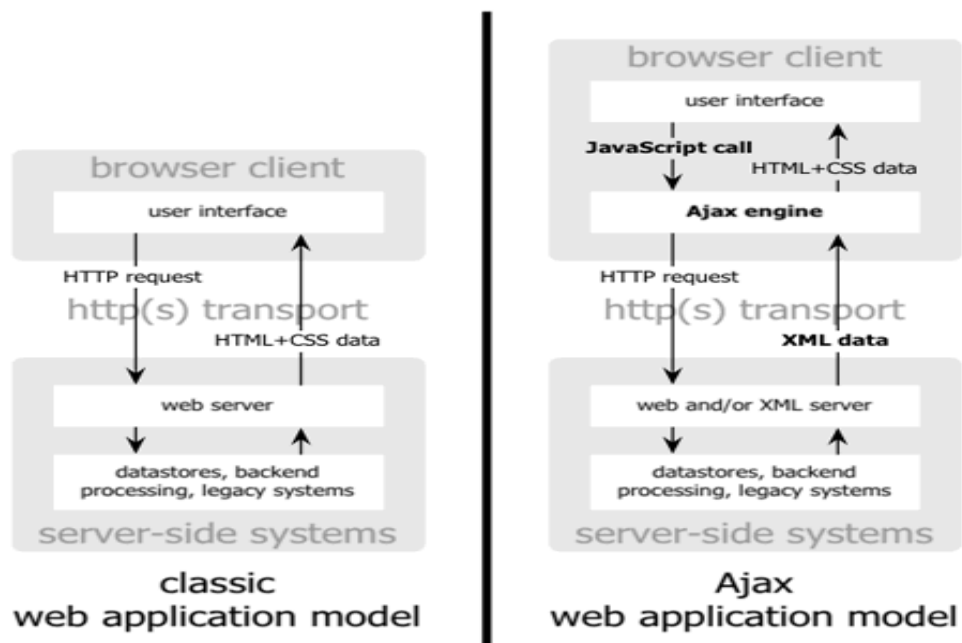 browser client
user interface
HTTP request
http(s) transport
HTML+CSS data
web server
datastores, backend
processing, legacy systems
server-side systems
classic
web application model
browser client
user interface
JavaScript call
HTML+CSS data
Ajax engine
HTTP request
http(s) transport
XML data
web and/or XML server
datastores, backend
processing, legacy systems
server-side systems
Ajax
web application model